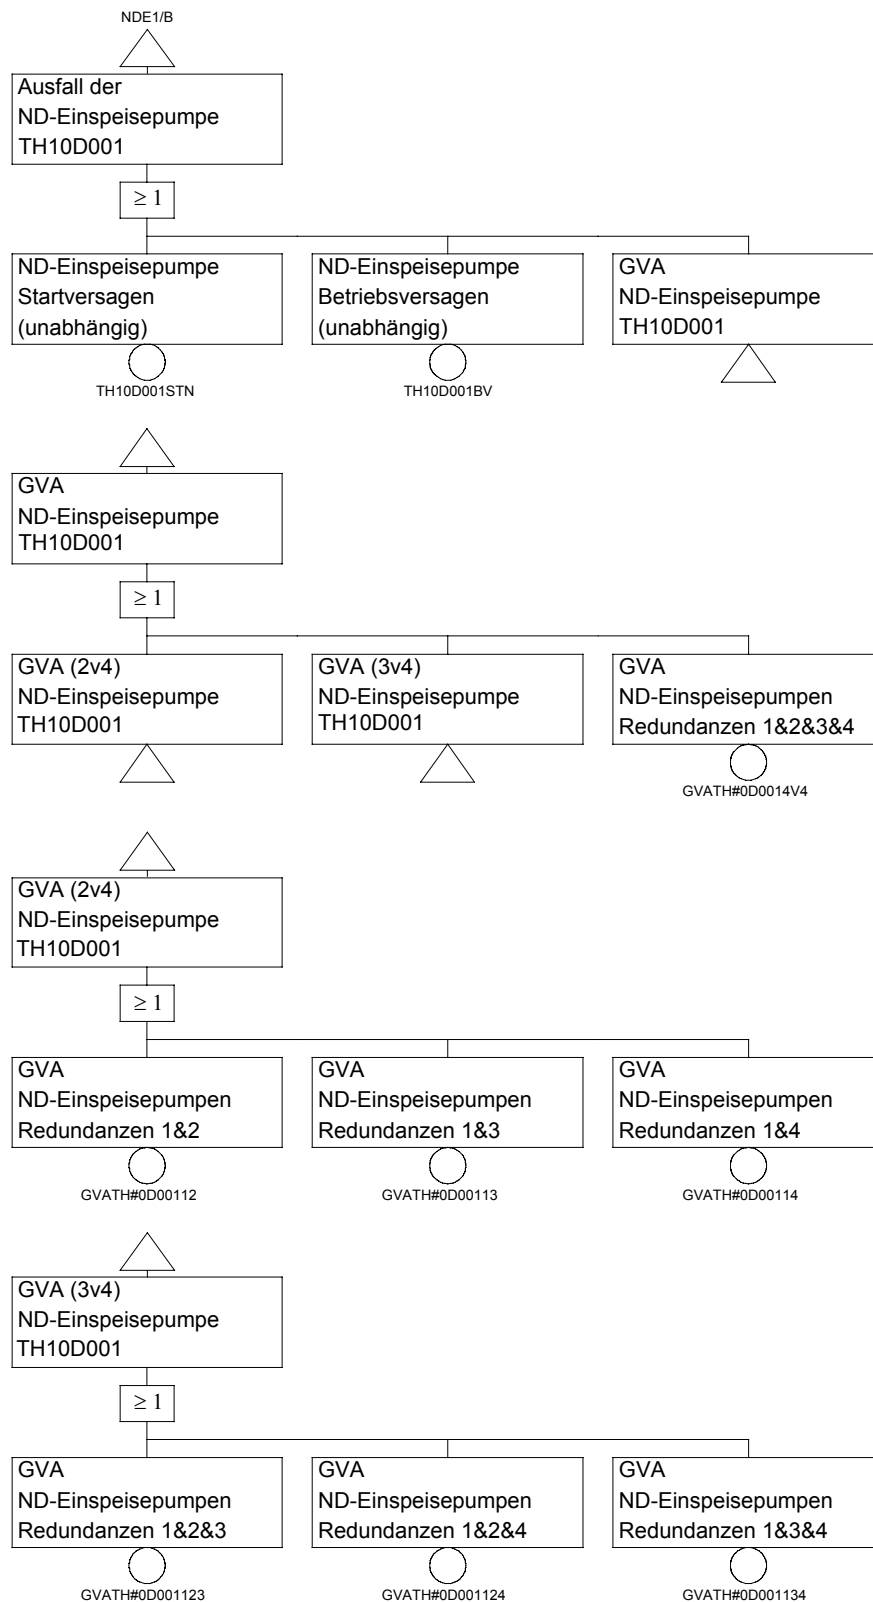 NDE1/B
Ausfall der
ND-Einspeisepumpe
TH10D001
≥ 1
ND-Einspeisepumpe
Startversagen
(unabhängig)
TH10D001STN
ND-Einspeisepumpe
Betriebsversagen
(unabhängig)
TH10D001BV
GVA
ND-Einspeisepumpe
TH10D001
GVA
ND-Einspeisepumpe
TH10D001
≥ 1
GVA (2v4)
ND-Einspeisepumpe
TH10D001
GVA (3v4)
ND-Einspeisepumpe
TH10D001
GVA
ND-Einspeisepumpen
Redundanzen 1&2&3&4
GVATH#0D0014V4
GVA (2v4)
ND-Einspeisepumpe
TH10D001
≥ 1
GVA
ND-Einspeisepumpen
Redundanzen 1&2
GVATH#0D00112
GVA
ND-Einspeisepumpen
Redundanzen 1&3
GVATH#0D00113
GVA
ND-Einspeisepumpen
Redundanzen 1&4
GVATH#0D00114
GVA (3v4)
ND-Einspeisepumpe
TH10D001
≥ 1
GVA
ND-Einspeisepumpen
Redundanzen 1&2&3
GVATH#0D001123
GVA
ND-Einspeisepumpen
Redundanzen 1&2&4
GVATH#0D001124
GVA
ND-Einspeisepumpen
Redundanzen 1&3&4
GVATH#0D001134